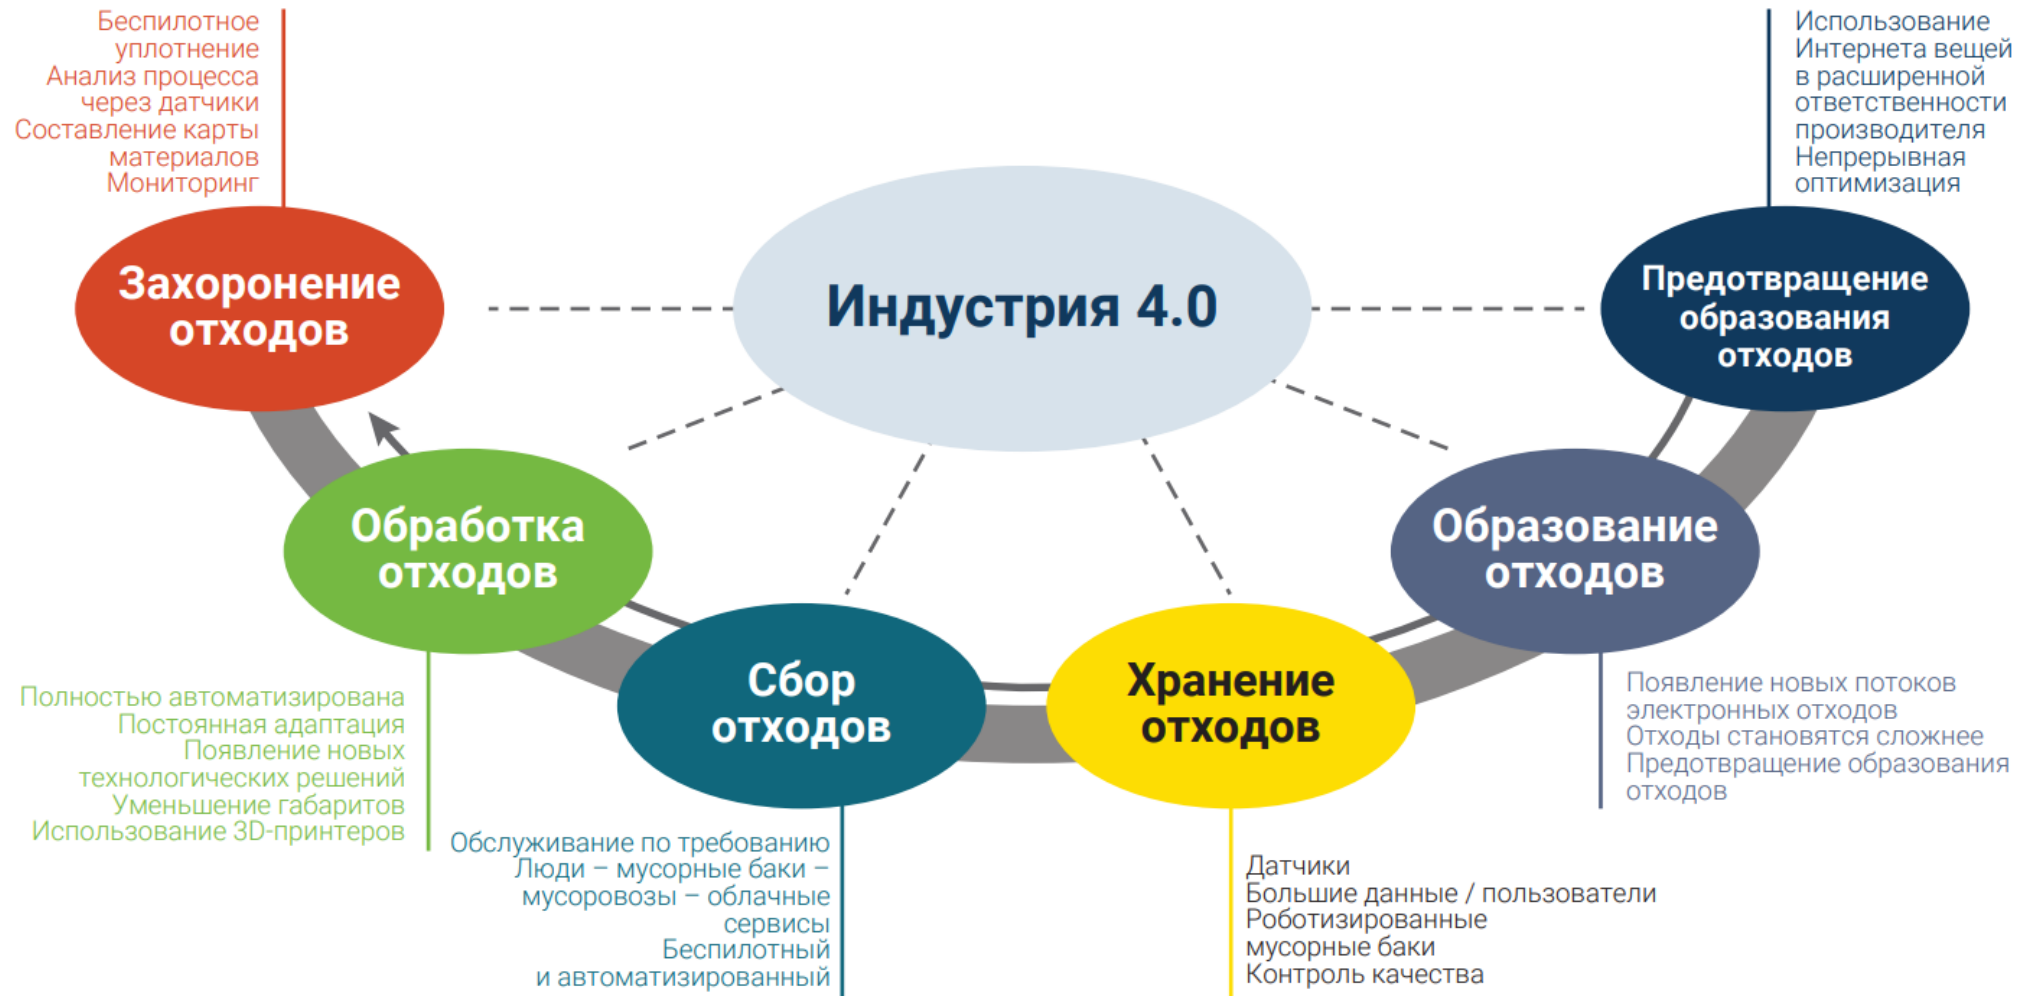 Беспилотное
уплотнение
Анализ процесса
через датчики
Составление карты
материалов
Мониторинг
Использование
Интернета вещей
в расширенной
ответственности
производителя
Непрерывная
оптимизация
Захоронение
отходов
Индустрия 4.0
Предотвращение
образования
отходов
Обработка
отходов
Образование
отходов
Сбор
отходов
Хранение
отходов
Полностью автоматизирована
Постоянная адаптация
Появление новых
технологических решений
Уменьшение габаритов
Использование 3D-принтеров
Обслуживание по требованию
Люди – мусорные баки –
мусоровозы – облачные
сервисы
Беспилотный
и автоматизированный
Датчики
Большие данные / пользователи
Роботизированные
мусорные баки
Контроль качества
Появление новых потоков
электронных отходов
Отходы становятся сложнее
Предотвращение образования
отходов